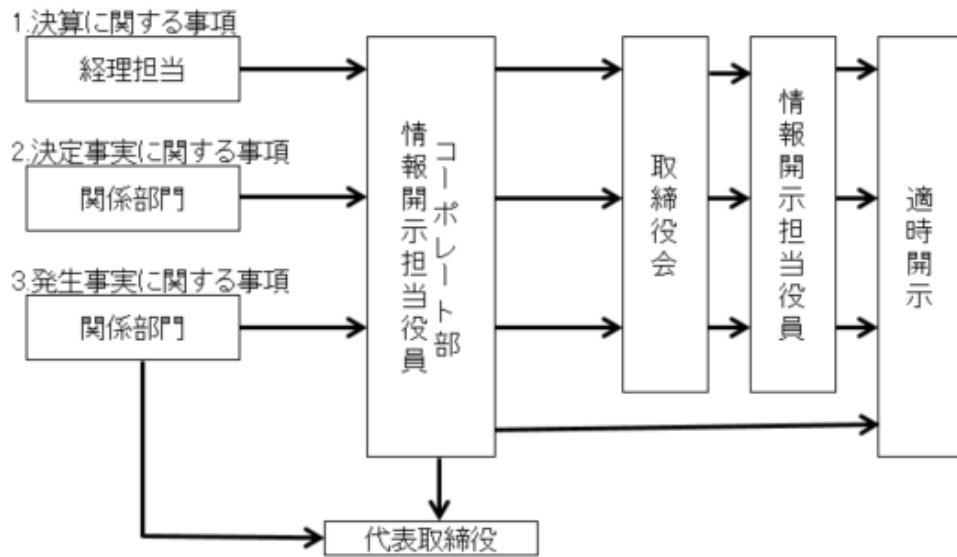 1.決算に関する事項
経理担当
2.決定事実に関する事項
関係部門
3.発生事実に関する事項
関係部門
コーポレート部
情報開示担当役員
取締役会
情報開示担当役員
適時開示
代表取締役